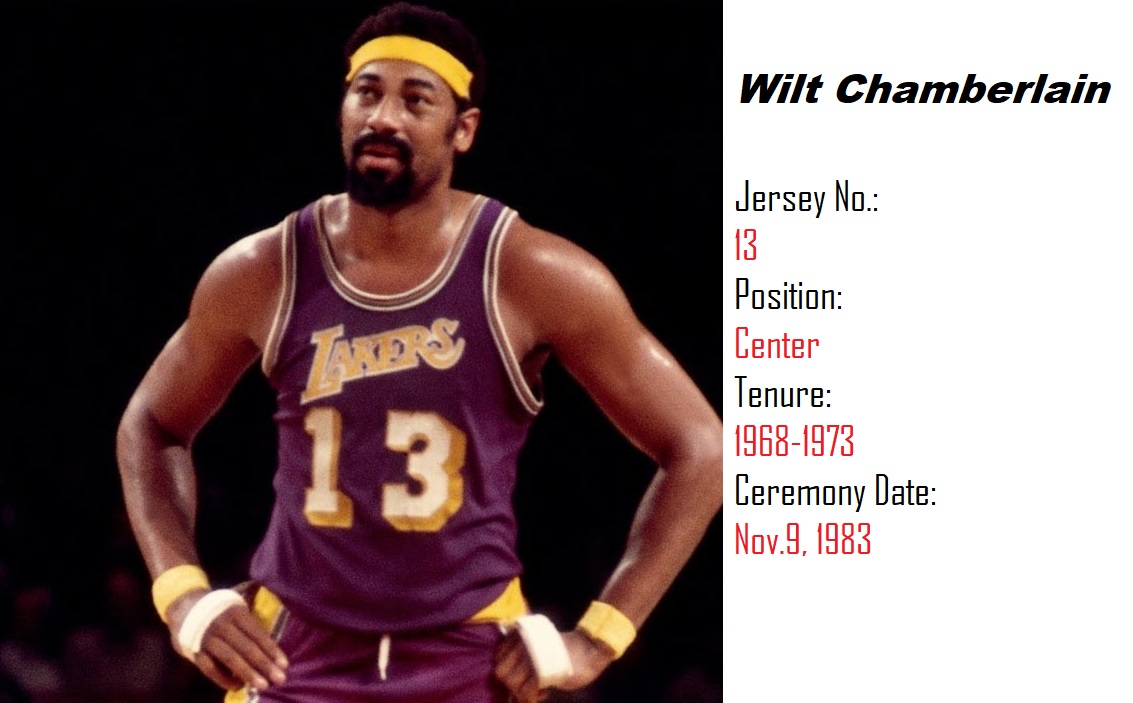 LAKERS
13
Wilt Chamberlain
Jersey No.:
13
Position:
Center
Tenure:
1968-1973
Ceremony Date:
Nov.9, 1983